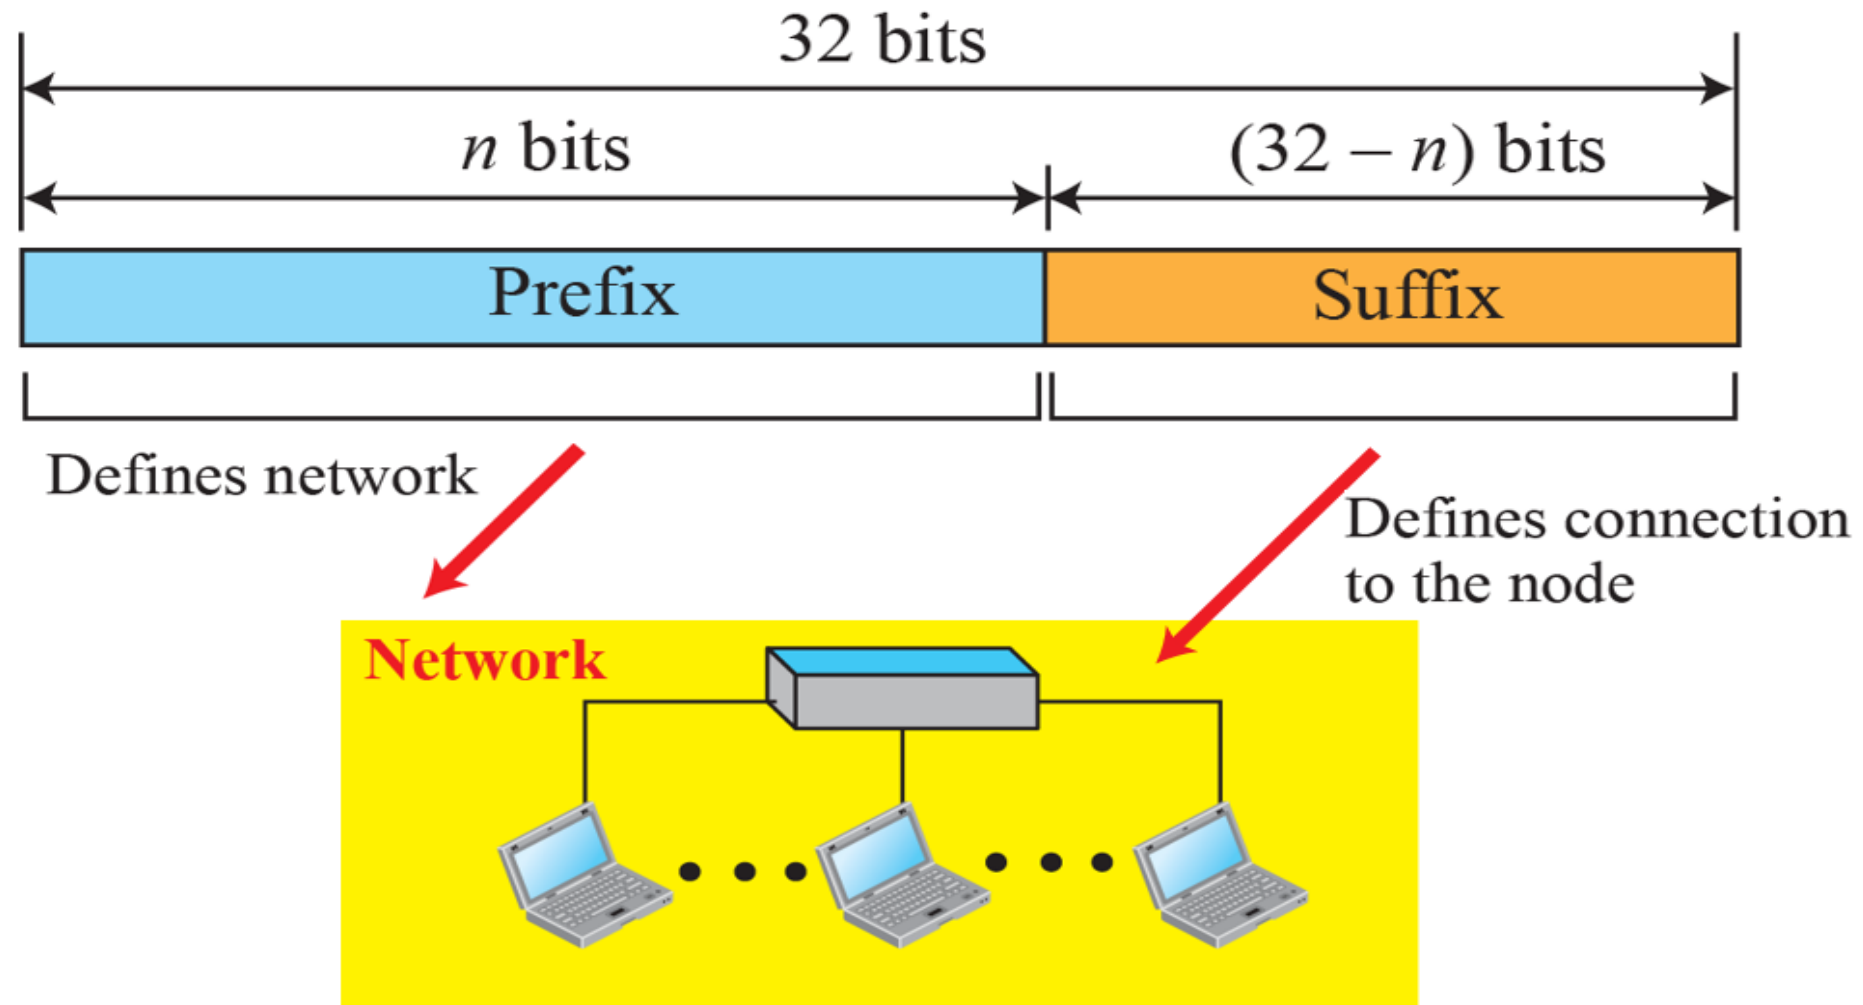 32 bits
n bits
(32 – n) bits
Prefix
Suffix
Defines network
Defines connection
to the node
Network